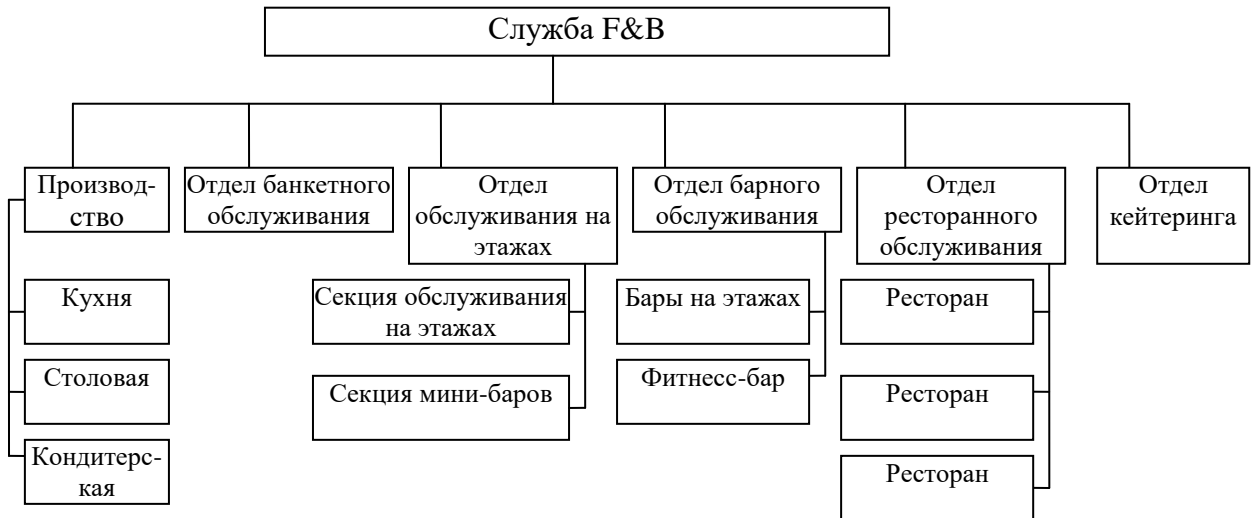 Служба F&B
Производ-
ство
Отдел банкетного
обслуживания
Отдел
обслуживания на
этажах
Отдел барного
обслуживания
Отдел
ресторанного
обслуживания
Отдел
кейтеринга
Кухня
Столовая
Кондитерс-
кая
Секция обслуживания
на этажах
Секция мини-баров
Бары на этажах
Фитнесс-бар
Ресторан
Ресторан
Ресторан